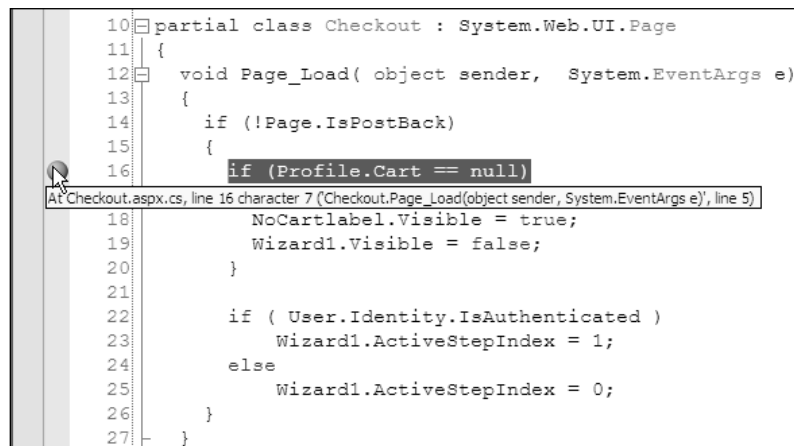 10 partial class Checkout : System.Web.UI.Page
11 {
12 void Page_Load( object sender, System.EventArgs e)
13 {
14 if (!Page.IsPostBack)
15 {
16 if (Profile.Cart == null)
At Checkout.aspx.cs, line 16 character 7 ('Checkout.Page_Load(object sender, System.EventArgs e)', line 5)
18 NoCartlabel.Visible = true;
19 Wizard1.Visible = false;
20 }
21
22 if ( User.Identity.IsAuthenticated )
23 Wizard1.ActiveStepIndex = 1;
24 else
25 Wizard1.ActiveStepIndex = 0;
26 }
27 }